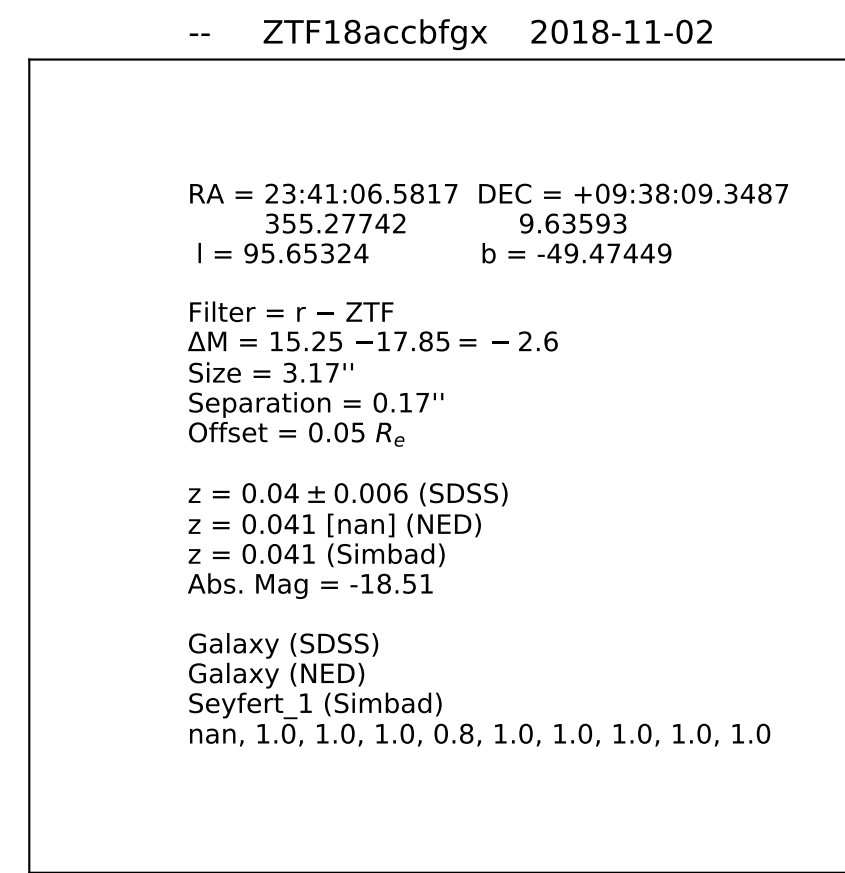 -- ZTF18accbfgx 2018-11-02
RA = 23:41:06.5817 DEC = +09:38:09.3487
355.27742 9.63593
l = 95.65324 b = -49.47449
Filter = r − ZTF
ΔM = 15.25 −17.85 = − 2.6
Size = 3.17''
Separation = 0.17''
Offset = 0.05 Rₑ
z = 0.04 ± 0.006 (SDSS)
z = 0.041 [nan] (NED)
z = 0.041 (Simbad)
Abs. Mag = -18.51
Galaxy (SDSS)
Galaxy (NED)
Seyfert_1 (Simbad)
nan, 1.0, 1.0, 1.0, 0.8, 1.0, 1.0, 1.0, 1.0, 1.0